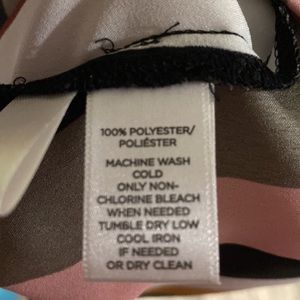 100% POLYESTER/
POLIÉSTER
MACHINE WASH
COLD
ONLY NON-
CHLORINE BLEACH
WHEN NEEDED
TUMBLE DRY LOW
COOL IRON
IF NEEDED
OR DRY CLEAN